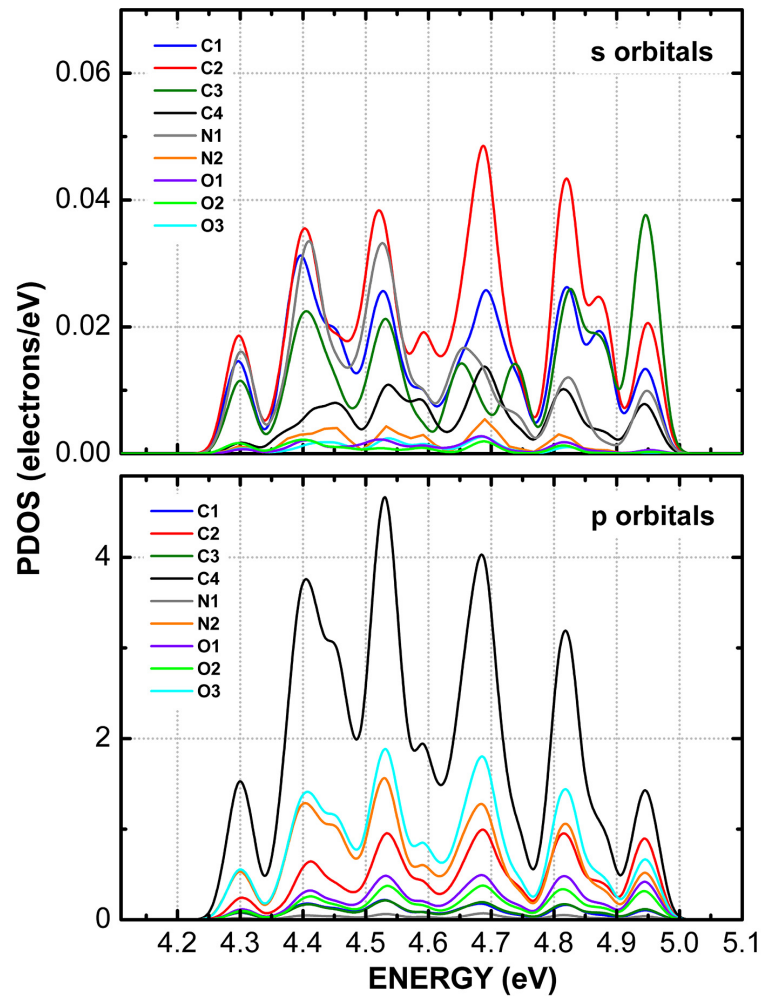 s orbitals
C1
C2
C3
C4
N1
N2
O1
O2
O3
0.06
0.04
0.02
0.00
PDOS (electrons/eV)
p orbitals
C1
C2
C3
C4
N1
N2
O1
O2
O3
4
2
0
4.2 4.3 4.4 4.5 4.6 4.7 4.8 4.9 5.0 5.1
ENERGY (eV)